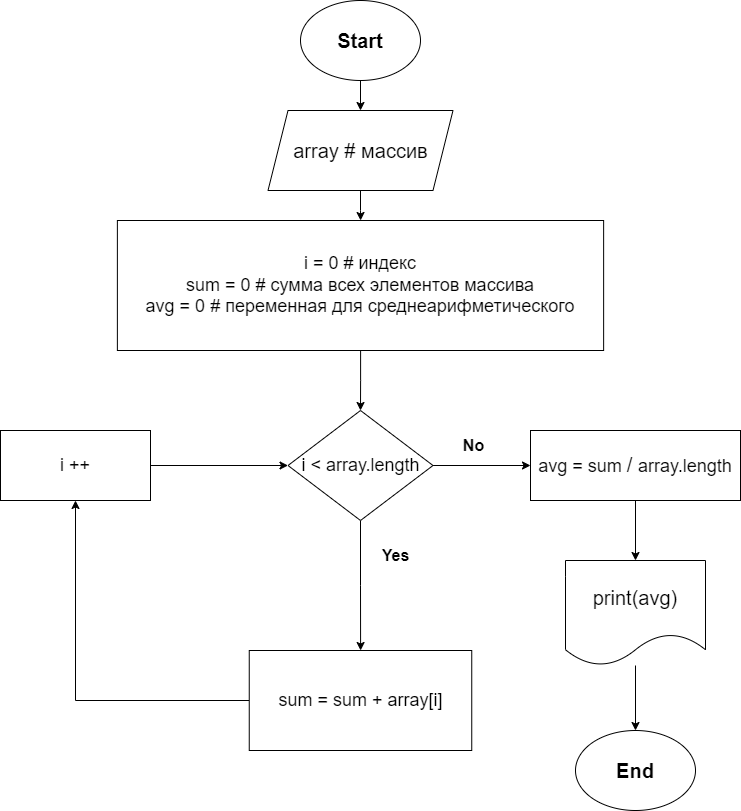 Start
array # массив
i = 0 # индекс
sum = 0 # сумма всех элементов массива
avg = 0 # переменная для среднеарифметического
i ++
i < array.length
No
avg = sum / array.length
Yes
print(avg)
sum = sum + array[i]
End